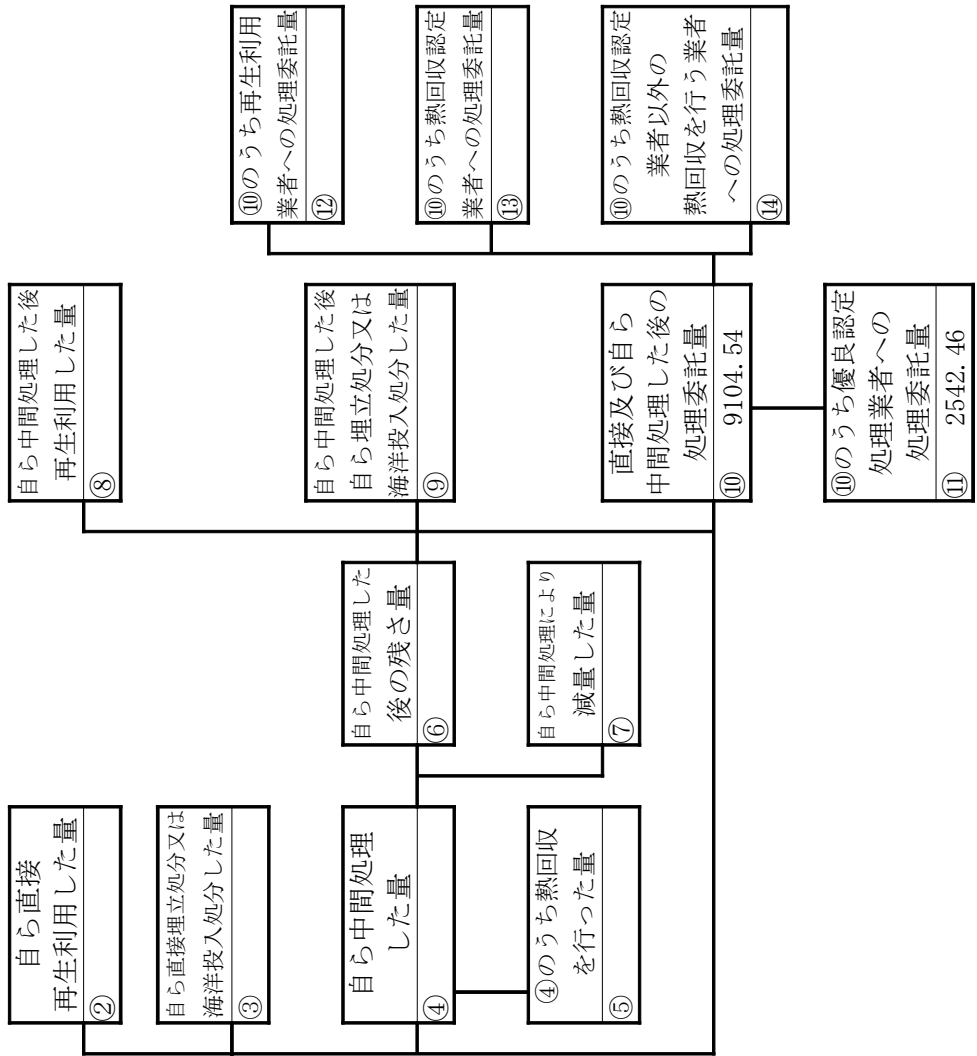 自ら直接
再生利用した量
②
自ら直接埋立処分又は
海洋投入処分した量
③
自ら中間処理
した量
④
④のうち熱回収
を行った量
⑤
自ら中間処理した
後の残さ量
⑥
自ら中間処理により
減量した量
⑦
自ら中間処理した後
再生利用した量
⑧
自ら中間処理した後
自ら埋立処分又は
海洋投入処分した量
⑨
直接及び自ら
中間処理した後の
処理委託量
⑩ 9104.54
⑩のうち優良認定
処理業者への
処理委託量
⑪ 2542.46
⑩のうち再生利用
業者への処理委託量
⑫
⑩のうち熱回収認定
業者への処理委託量
⑬
⑩のうち熱回収認定
業者以外の
熱回収を行う業者
への処理委託量
⑭